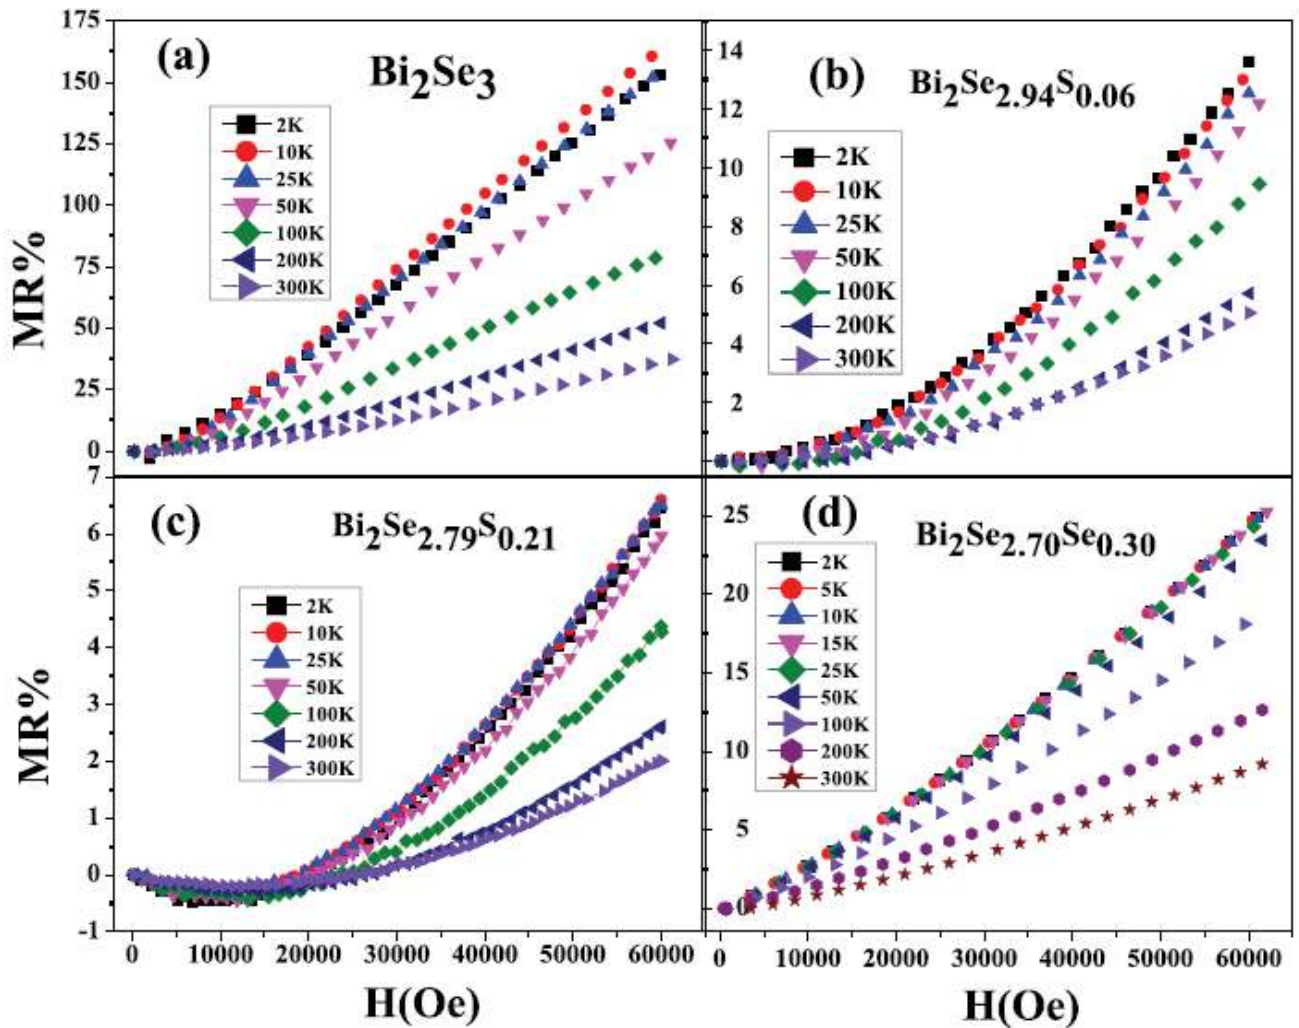 (a)
Bi2Se3
175
150
125
100
75
50
25
0
2K
10K
25K
50K
100K
200K
300K
MR%
(b)
Bi2Se2.94S0.06
14
12
10
8
6
4
2
2K
10K
25K
50K
100K
200K
300K
(c)
Bi2Se2.79S0.21
7
6
5
4
3
2
1
0
-1
2K
10K
25K
50K
100K
200K
300K
MR%
0 10000 20000 30000 40000 50000 60000
H(Oe)
(d)
Bi2Se2.70Se0.30
25
20
15
10
5
0
2K
5K
10K
15K
25K
50K
100K
200K
300K
0 10000 20000 30000 40000 50000 60000
H(Oe)